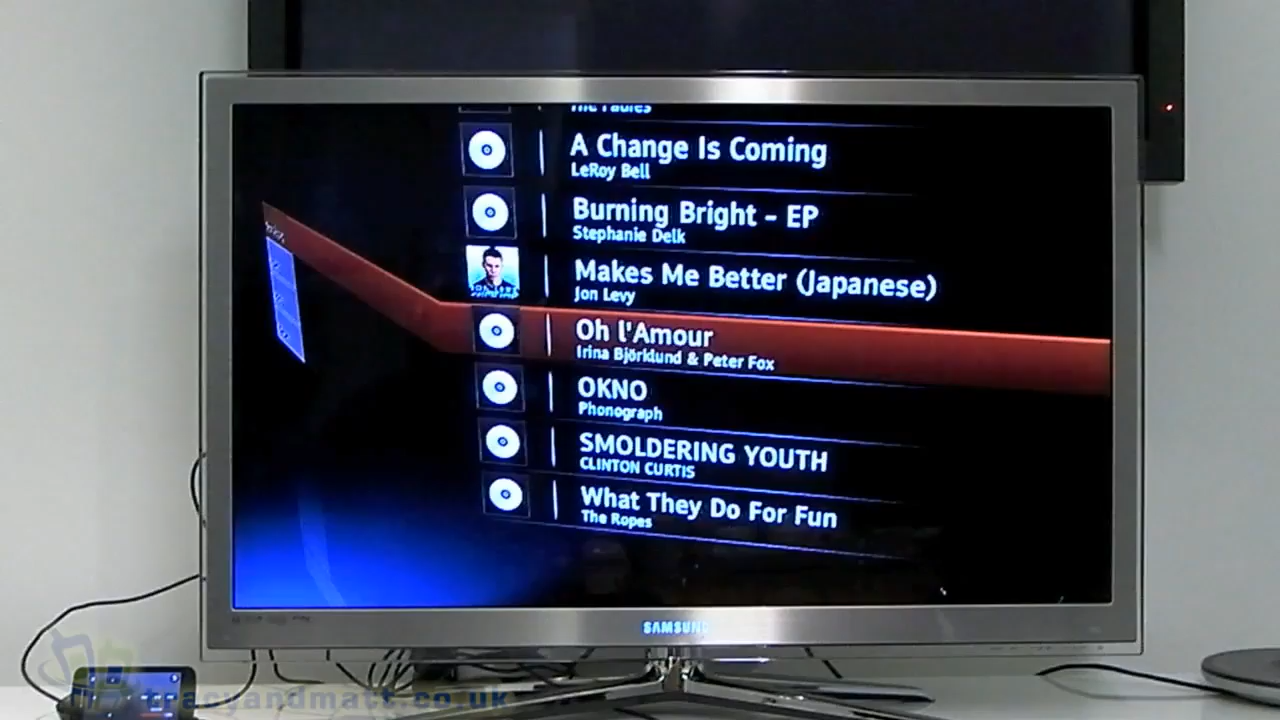 The Fables
A Change Is Coming
LeRoy Bell
Burning Bright - EP
Stephanie Delk
Makes Me Better (Japanese)
Jon Levy
Oh l'Amour
Irina Björklund & Peter Fox
OKNO
Phonograph
SMOLDERING YOUTH
CLINTON CURTIS
What They Do For Fun
The Ropes
SAMSUNG
tracyandmatt.co.uk